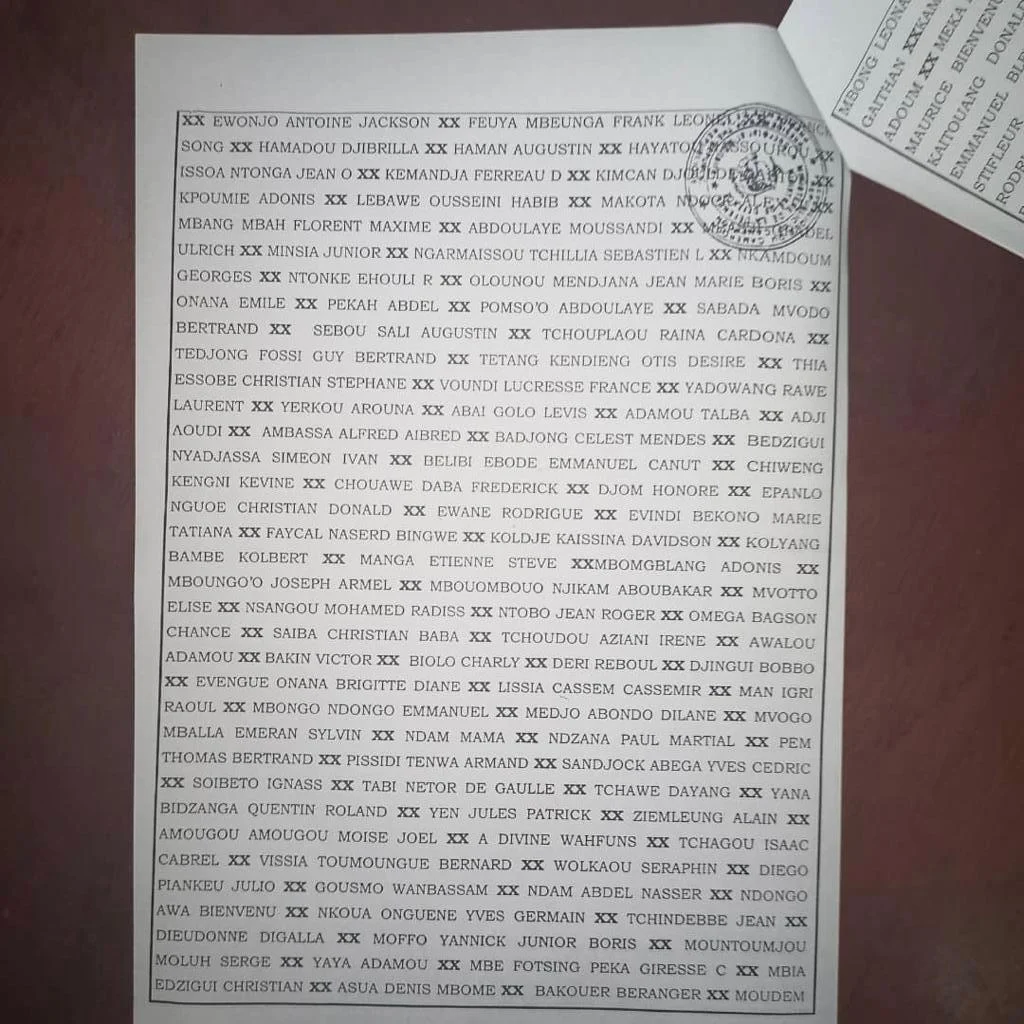 XX EWONJO ANTOINE JACKSON XX FEUYA MBEUNGA FRANK LEONEL XX
SONG XX HAMADOU DJIBRILLA XX HAMAN AUGUSTIN XX HAYATOU XX
ISSOA NTONGA JEAN O XX KEMANDJA FERREAU D XX KIMCAN XX
KPOUMIE ADONIS XX LEBAWE OUSSEINI HABIB XX MAKOTA XX
MBANG MBAH FLORENT MAXIME XX ABDOULAYE MOUSSANDI XX
ULRICH XX MINSIA JUNIOR XX NGARMAISSOU TCHILLIA SEBASTIEN L XX NKAMDOUM
GEORGES XX NTONKE EHOULI R XX OLOUNOU MENDJANA JEAN MARIE BORIS XX
ONANA EMILE XX PEKAH ABDEL XX POMSO'O ABDOULAYE XX SABADA MVODO
BERTRAND XX SEBOU SALI AUGUSTIN XX TCHOUPLAOU RAINA CARDONA XX
TEDJONG FOSSI GUY BERTRAND XX TETANG KENDIENG OTIS DESIRE XX THIA
ESSOBE CHRISTIAN STEPHANE XX VOUNDI LUCRESSE FRANCE XX YADOWANG RAWE
LAURENT XX YERKOU AROUNA XX ABAI GOLO LEVIS XX ADAMOU TALBA XX ADJI
AOUDI XX AMBASSA ALFRED AIBRED XX BADJONG CELEST MENDES XX BEDZIGUI
NYADJASSA SIMEON IVAN XX BELIBI EBODE EMMANUEL CANUT XX CHIWENG
KENGNI KEVINE XX CHOUAWE DABA FREDERICK XX DJOM HONORE XX EPANLO
NGUOE CHRISTIAN DONALD XX EWANE RODRIGUE XX EVINDI BEKONO MARIE
TATIANA XX FAYCAL NASERD BINGWE XX KOLDJE KAISSINA DAVIDSON XX KOLYANG
BAMBE KOLBERT XX MANGA ETIENNE STEVE XXMBOMGBLANG ADONIS XX
MBOUNGO'O JOSEPH ARMEL XX MBOUOMBOUO NJIKAM ABOUBAKAR XX MVOTTO
ELISE XX NSANGOU MOHAMED RADISS XX NTOBO JEAN ROGER XX OMEGA BAGSON
CHANCE XX SAIBA CHRISTIAN BABA XX TCHOUDOU AZIANI IRENE XX AWALOU
ADAMOU XX BAKIN VICTOR XX BIOLO CHARLY XX DERI REBOUL XX DJINGUI BOBBO
XX EVENGUE ONANA BRIGITTE DIANE XX LISSIA CASSEM CASSEMIR XX MAN IGRI
RAOUL XX MBONGO NDONGO EMMANUEL XX MEDJO ABONDO DILANE XX MVOGO
MBALLA EMERAN SYLVIN XX NDAM MAMA XX NDZANA PAUL MARTIAL XX PEM
THOMAS BERTRAND XX PISSIDI TENWA ARMAND XX SANDJOCK ABEGA YVES CEDRIC
XX SOIBETO IGNASS XX TABI NETOR DE GAULLE XX TCHAWE DAYANG XX YANA
BIDZANGA QUENTIN ROLAND XX YEN JULES PATRICK XX ZIEMLEUNG ALAIN XX
AMOUGOU AMOUGOU MOISE JOEL XX A DIVINE WAHFUNS XX TCHAGOU ISAAC
CABREL XX VISSIA TOUMOUNGUE BERNARD XX WOLKAOU SERAPHIN XX DIEGO
PIANKEU JULIO XX GOUSMO WANBASSAM XX NDAM ABDEL NASSER XX NDONGO
AWA BIENVENU XX NKOUA ONGUENE YVES GERMAIN XX TCHINDEBBE JEAN XX
DIEUDONNE DIGALLA XX MOFFO YANNICK JUNIOR BORIS XX MOUNTOUMJOU
MOLUH SERGE XX YAYA ADAMOU XX MBE FOTSING PEKA GIRESSE C XX MBIA
EDZIGUI CHRISTIAN XX ASUA DENIS MBOME XX BAKOUER BERANGER XX MOUDEM
MBONG
GAITHAN
ADOUM XX MEKA
MAURICE BIENVENU
KAITOUANG DONALD
EMMANUEL
STIFLEUR